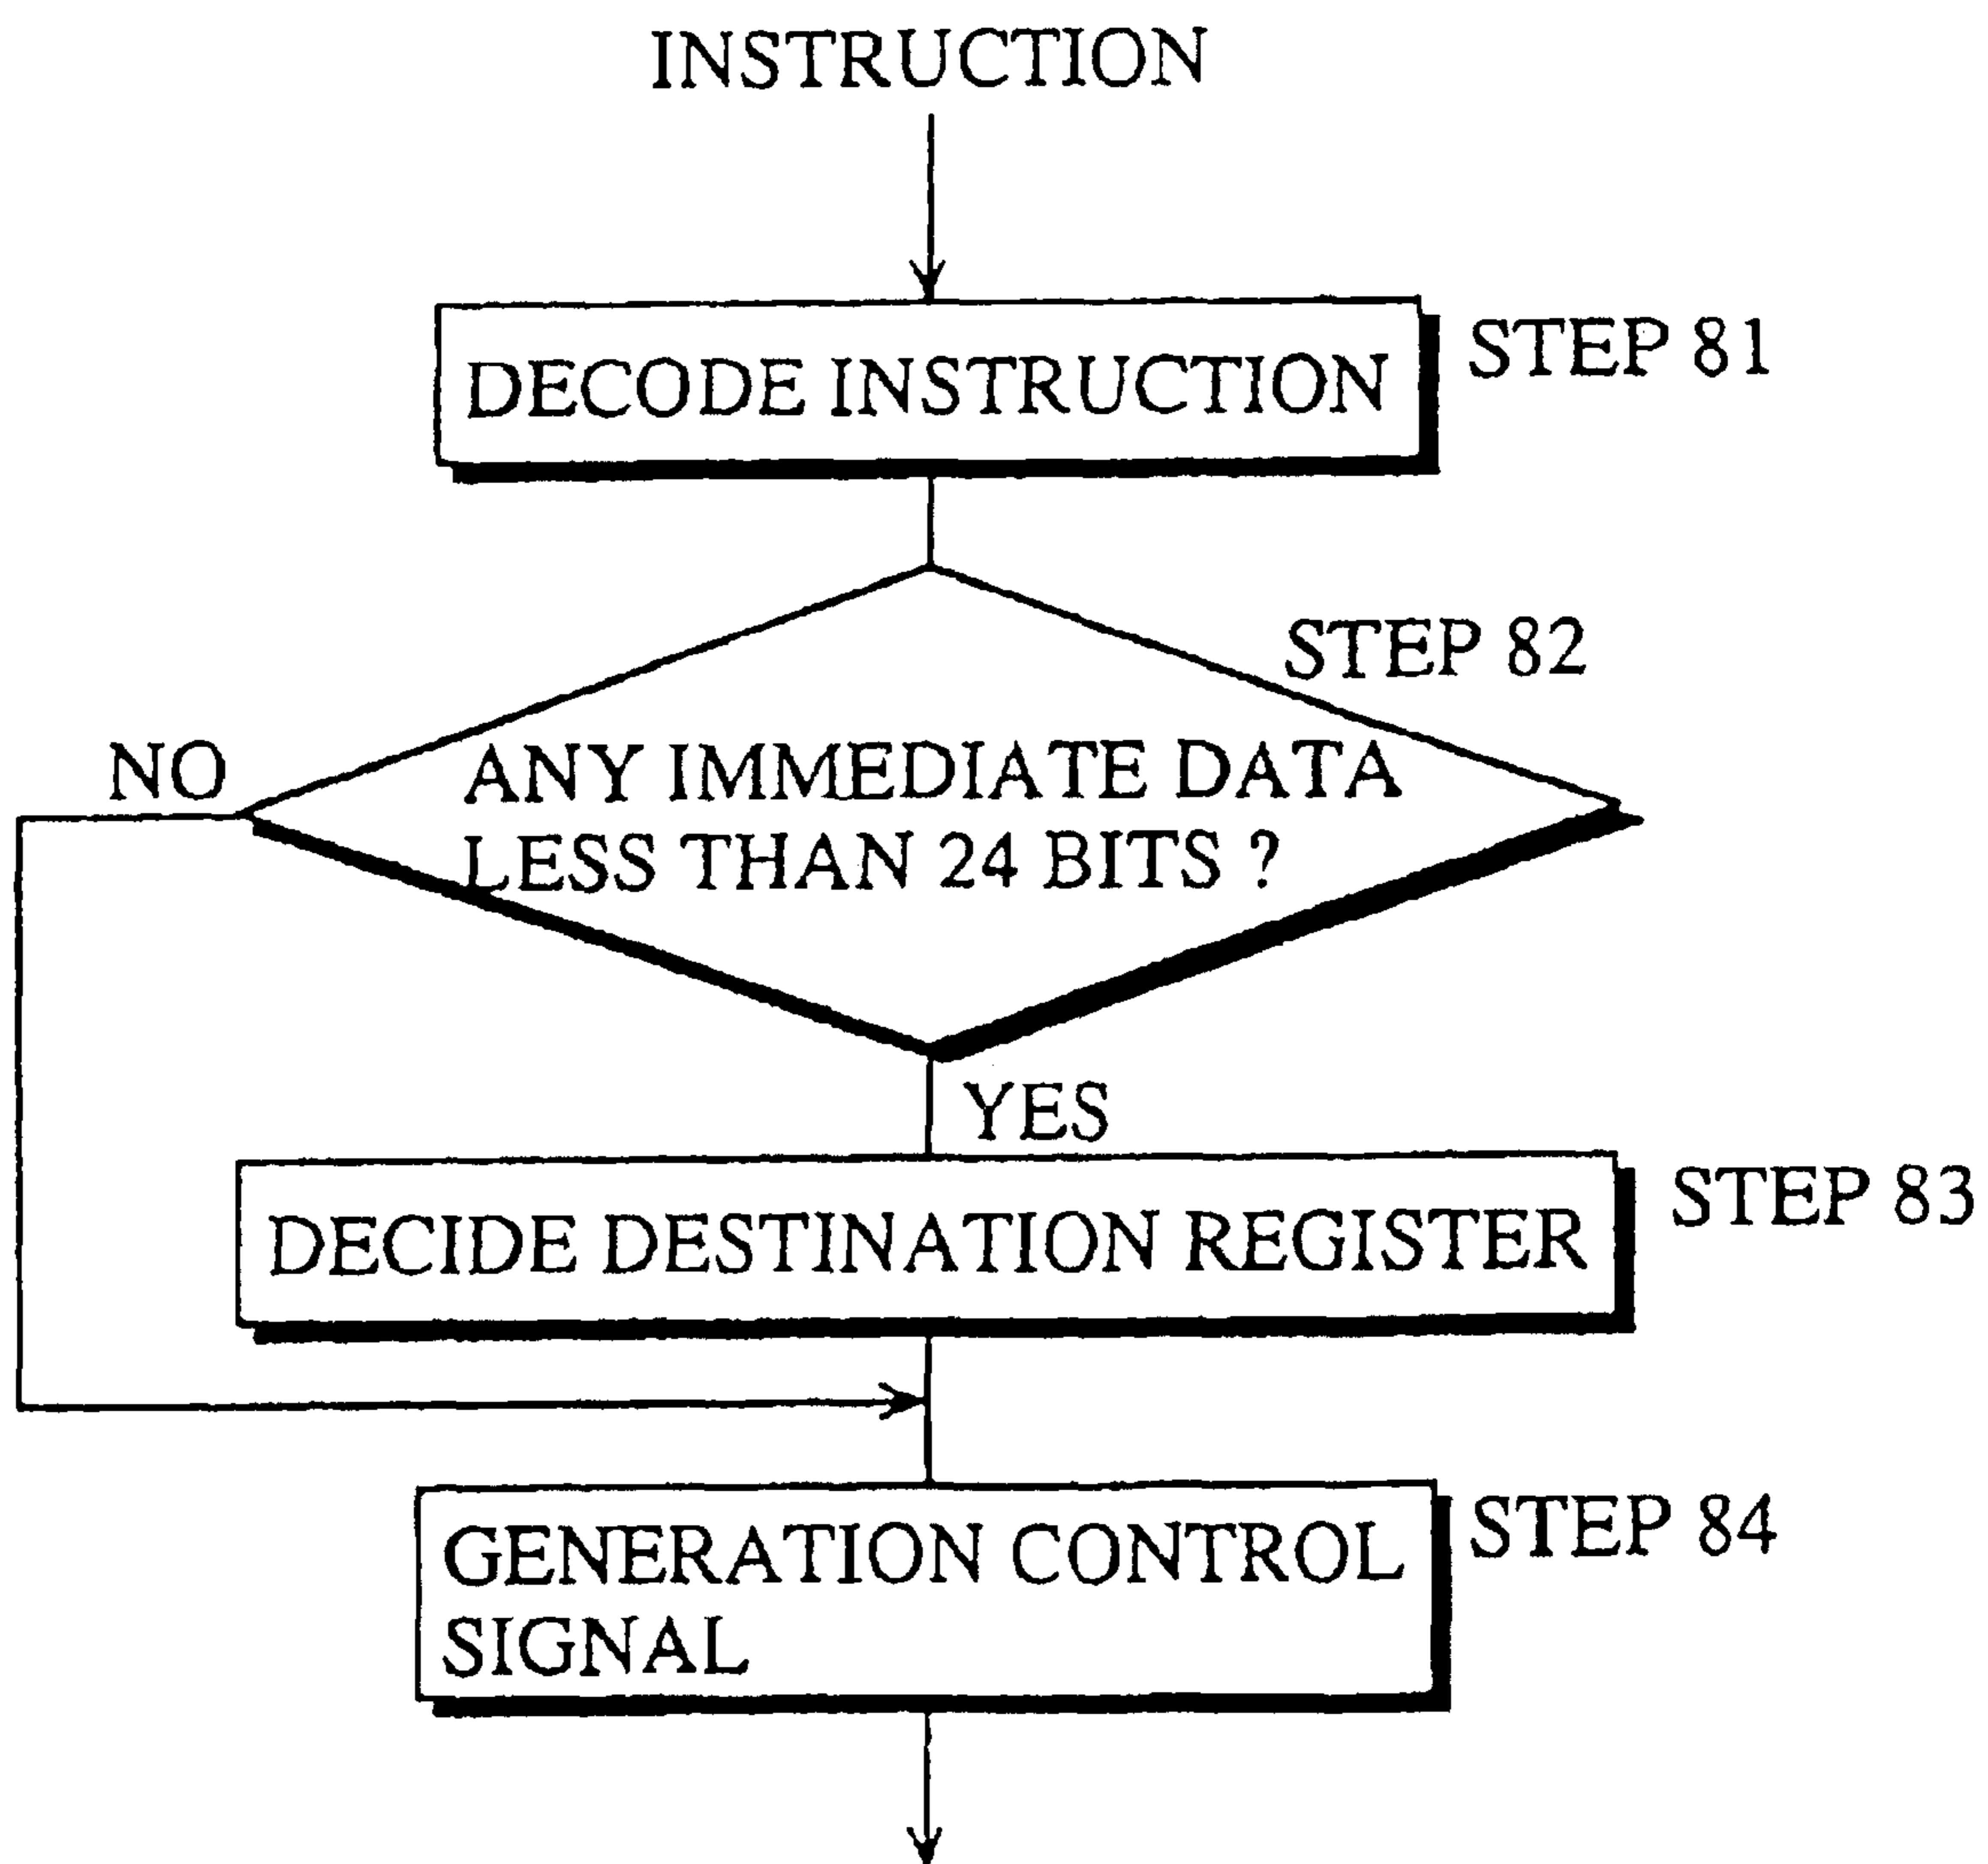 INSTRUCTION
DECODE INSTRUCTION
STEP 81
STEP 82
NO
ANY IMMEDIATE DATA
LESS THAN 24 BITS ?
YES
DECIDE DESTINATION REGISTER
STEP 83
GENERATION CONTROL
SIGNAL
STEP 84